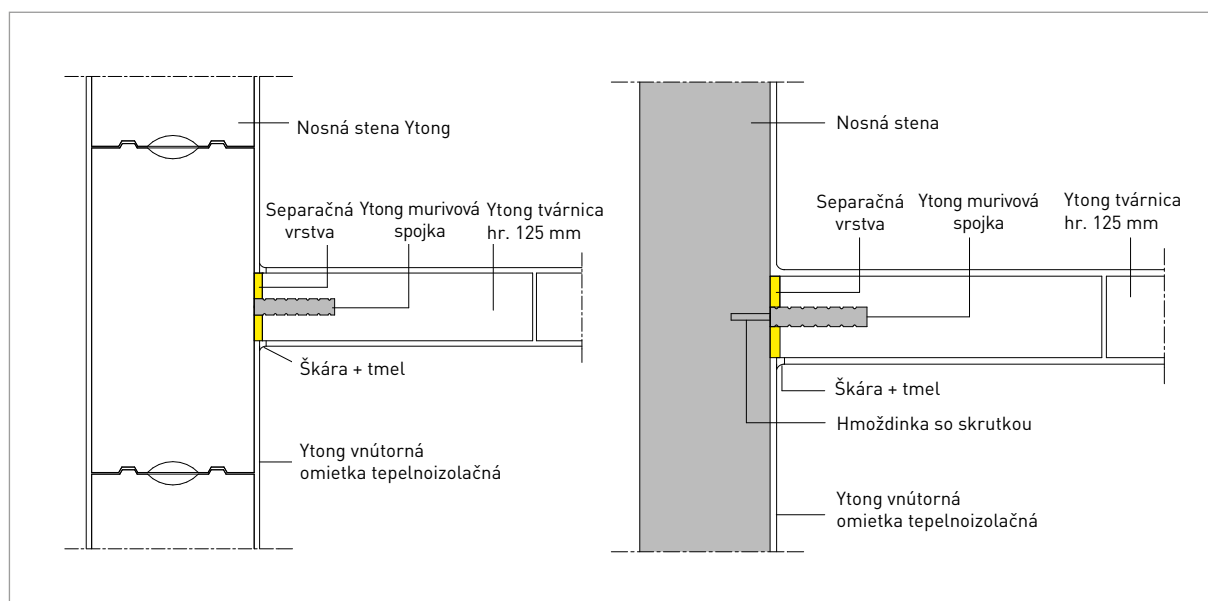 Nosná stena Ytong
Separačná
vrstva
Ytong murivová
spojka
Ytong tvárnica
hr. 125 mm
Škára + tmel
Ytong vnútorná
omietka tepelnoizolačná
Nosná stena
Separačná
vrstva
Ytong murivová
spojka
Ytong tvárnica
hr. 125 mm
Škára + tmel
Hmoždinka so skrutkou
Ytong vnútorná
omietka tepelnoizolačná